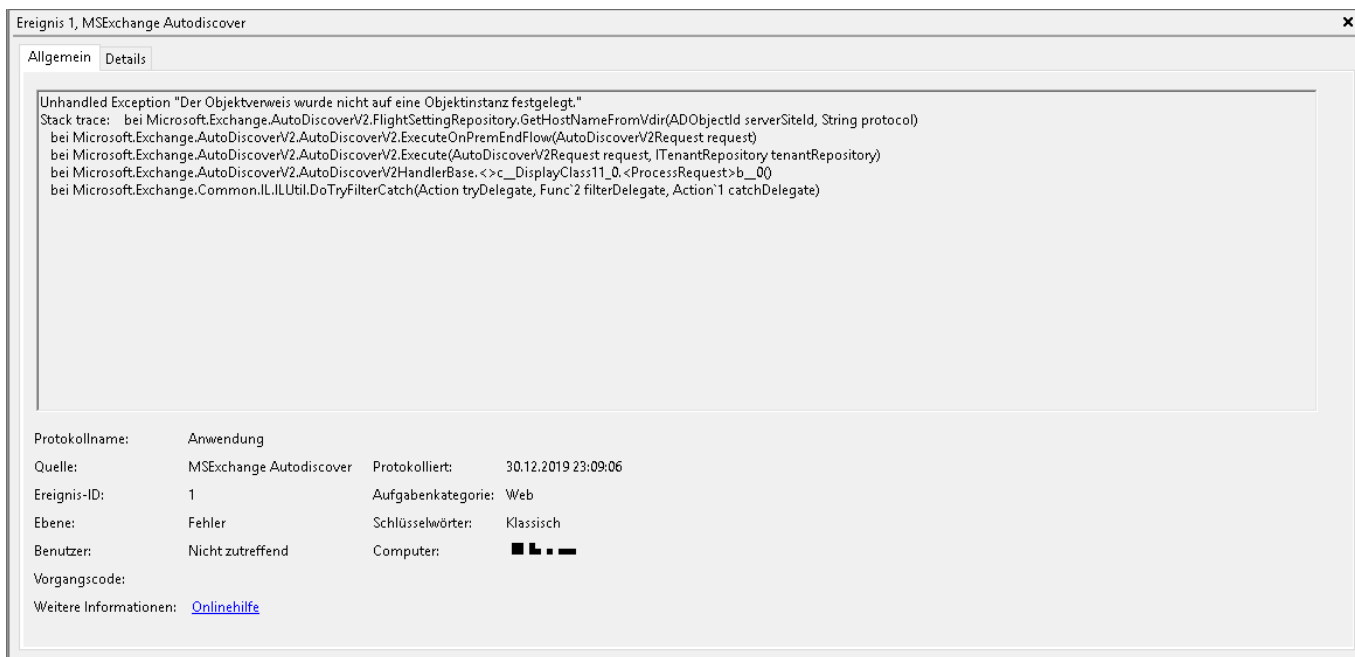 Ereignis 1, MSExchange Autodiscover
Allgemein Details
Unhandled Exception "Der Objektverweis wurde nicht auf eine Objektinstanz festgelegt."
Stack trace:    bei Microsoft.Exchange.AutoDiscoverV2.FlightSettingRepository.GetHostNameFromVdir(ADObjectId serverSiteId, String protocol)
bei Microsoft.Exchange.AutoDiscoverV2.AutoDiscoverV2.ExecuteOnPremEndFlow(AutoDiscoverV2Request request)
bei Microsoft.Exchange.AutoDiscoverV2.AutoDiscoverV2.Execute(AutoDiscoverV2Request request, ITenantRepository tenantRepository)
bei Microsoft.Exchange.AutoDiscoverV2.AutoDiscoverV2HandlerBase.<>c__DisplayClass11_0.<ProcessRequest>b__0()
bei Microsoft.Exchange.Common.IL.ILUtil.DoTryFilterCatch(Action tryDelegate, Func`2 filterDelegate, Action`1 catchDelegate)
Protokollname: Anwendung
Quelle: MSExchange Autodiscover Protokolliert: 30.12.2019 23:09:06
Ereignis-ID: 1 Aufgabenkategorie: Web
Ebene: Fehler Schlüsselwörter: Klassisch
Benutzer: Nicht zutreffend Computer:
Vorgangscode:
Weitere Informationen: Onlinehilfe